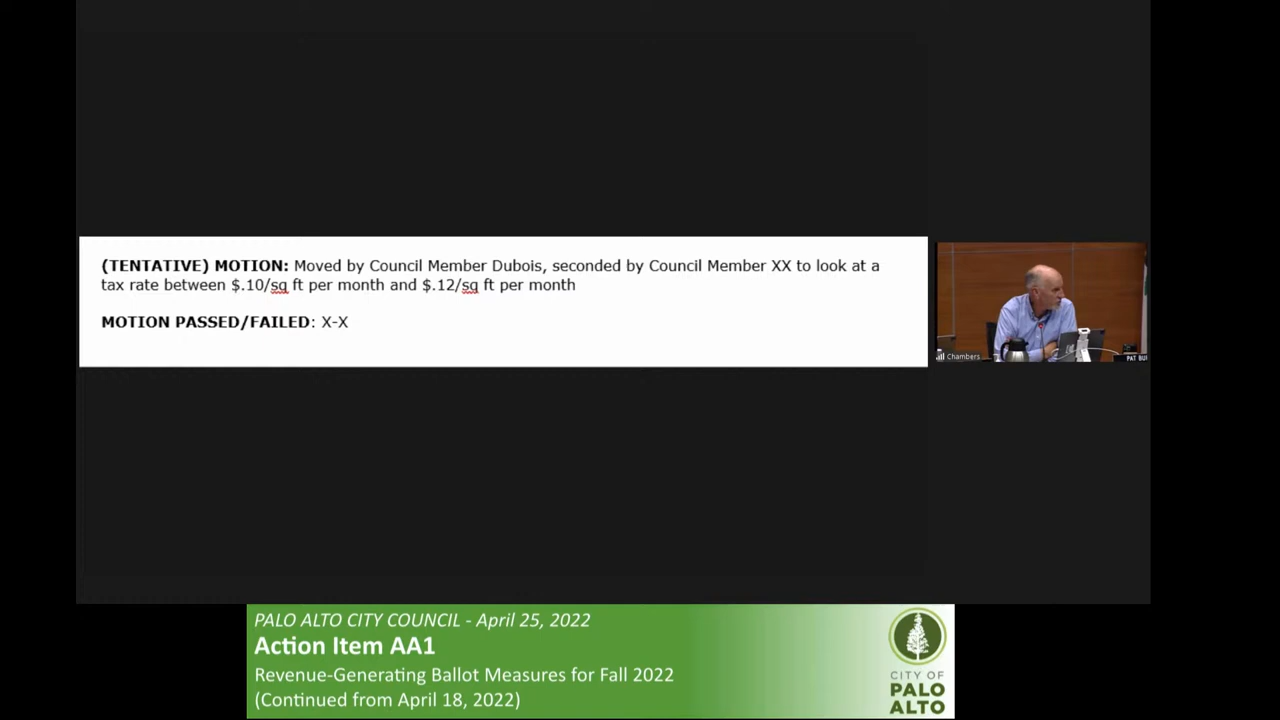 (TENTATIVE) MOTION: Moved by Council Member Dubois, seconded by Council Member XX to look at a
tax rate between $.10/sq ft per month and $.12/sq ft per month
MOTION PASSED/FAILED: X-X
Chambers
PAT BU
PALO ALTO CITY COUNCIL - April 25, 2022
Action Item AA1
Revenue-Generating Ballot Measures for Fall 2022
(Continued from April 18, 2022)
CITY OF
PALO
ALTO